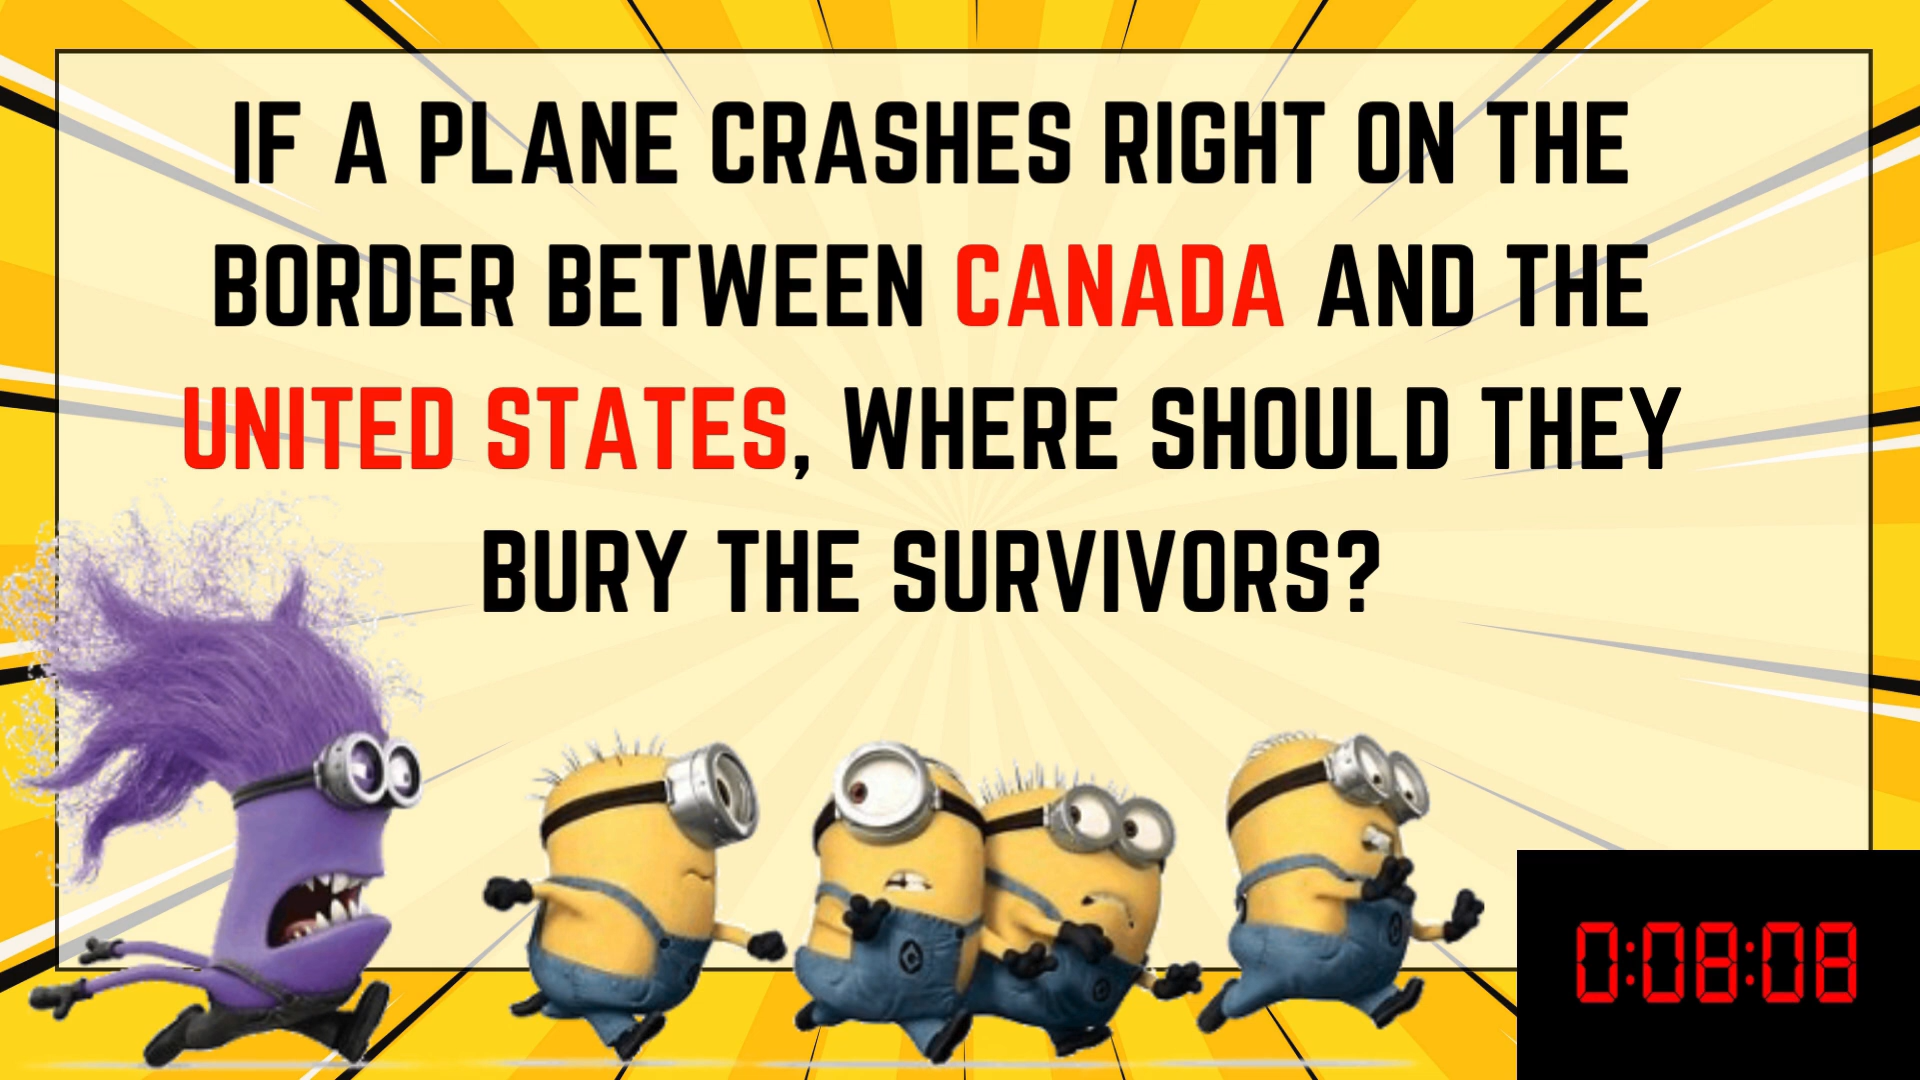 IF A PLANE CRASHES RIGHT ON THE
BORDER BETWEEN CANADA AND THE
UNITED STATES, WHERE SHOULD THEY
BURY THE SURVIVORS?
0:08:08